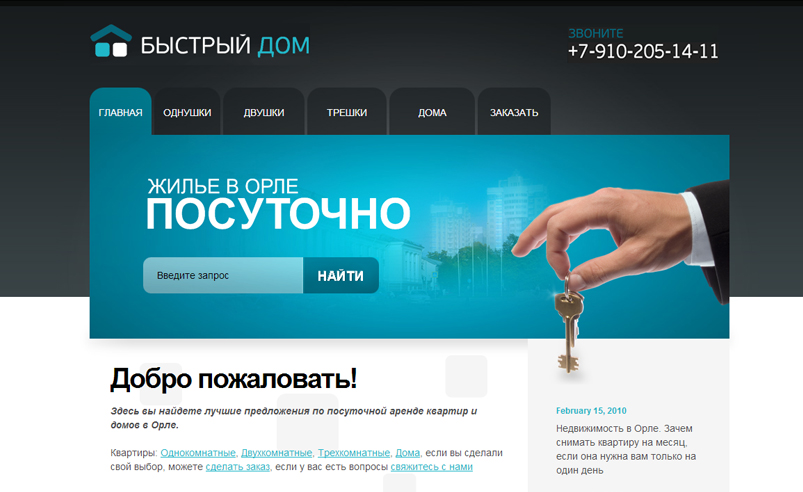 БЫСТРЫЙ ДОМ
ЗВОНИТЕ
+7-910-205-14-11
ГЛАВНАЯ ОДНУШКИ ДВУШКИ ТРЕШКИ ДОМА ЗАКАЗАТЬ
ЖИЛЬЕ В ОРЛЕ
ПОСУТОЧНО
Введите запрос НАЙТИ
Добро пожаловать!
Здесь вы найдете лучшие предложения по посуточной аренде квартир и
домов в Орле.
Квартиры: Однокомнатные, Двухкомнатные, Трехкомнатные, Дома, если вы сделали
свой выбор, можете сделать заказ, если у вас есть вопросы свяжитесь с нами
February 15, 2010
Недвижимость в Орле. Зачем
снимать квартиру на месяц,
если она нужна вам только на
один день